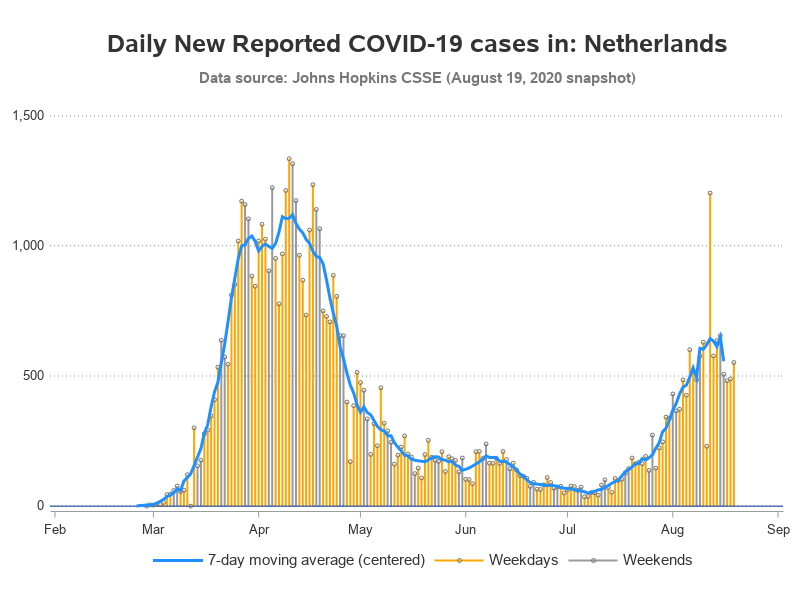 Daily New Reported COVID-19 cases in: Netherlands
Data source: Johns Hopkins CSSE (August 19, 2020 snapshot)
1,500
1,000
500
0
Feb Mar Apr May Jun Jul Aug Sep
7-day moving average (centered) Weekdays Weekends